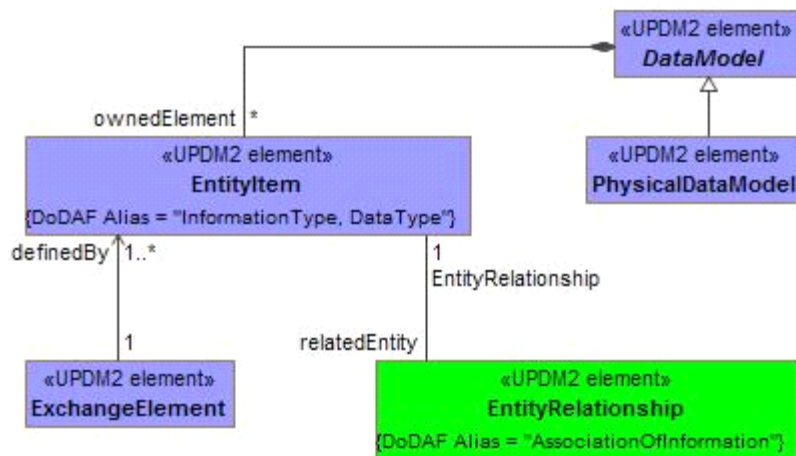 «UPDM2 element»
DataModel
ownedElement
*
«UPDM2 element»
EntityItem
{DoDAF Alias = "InformationType, DataType"}
«UPDM2 element»
PhysicalDataModel
definedBy
1..*
1
EntityRelationship
1
relatedEntity
«UPDM2 element»
ExchangeElement
«UPDM2 element»
EntityRelationship
{DoDAF Alias = "AssociationOfInformation"}